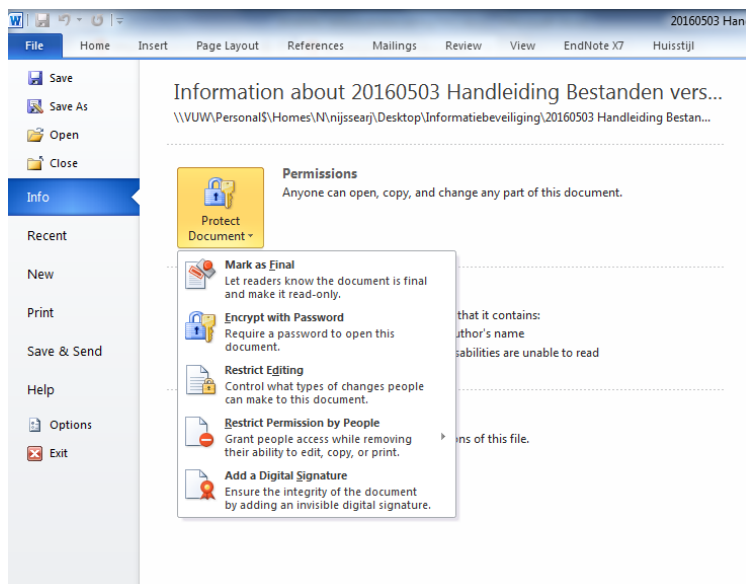 W
20160503 Han
File Home Insert Page Layout References Mailings Review View EndNote X7 Huisstijl
Save
Save As
Open
Close
Info
Recent
New
Print
Save & Send
Help
Options
Exit
Information about 20160503 Handleiding Bestanden vers...
\\VUW\Personal$\Homes\N\nijssearj\Desktop\Informatiebeveiliging\20160503 Handleiding Bestan...
Protect
Document
Permissions
Anyone can open, copy, and change any part of this document.
Mark as Final
Let readers know the document is final
and make it read-only.
Encrypt with Password
Require a password to open this
document.
Restrict Editing
Control what types of changes people
can make to this document.
Restrict Permission by People
Grant people access while removing
their ability to edit, copy, or print.
Add a Digital Signature
Ensure the integrity of the document
by adding an invisible digital signature.
that it contains:
uthor's name
sabilities are unable to read
ons of this file.